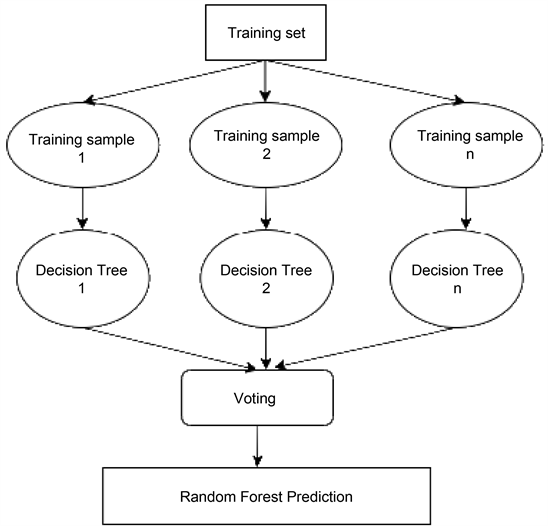 Training set
Training sample
1
Training sample
2
Training sample
n
Decision Tree
1
Decision Tree
2
Decision Tree
n
Voting
Random Forest Prediction